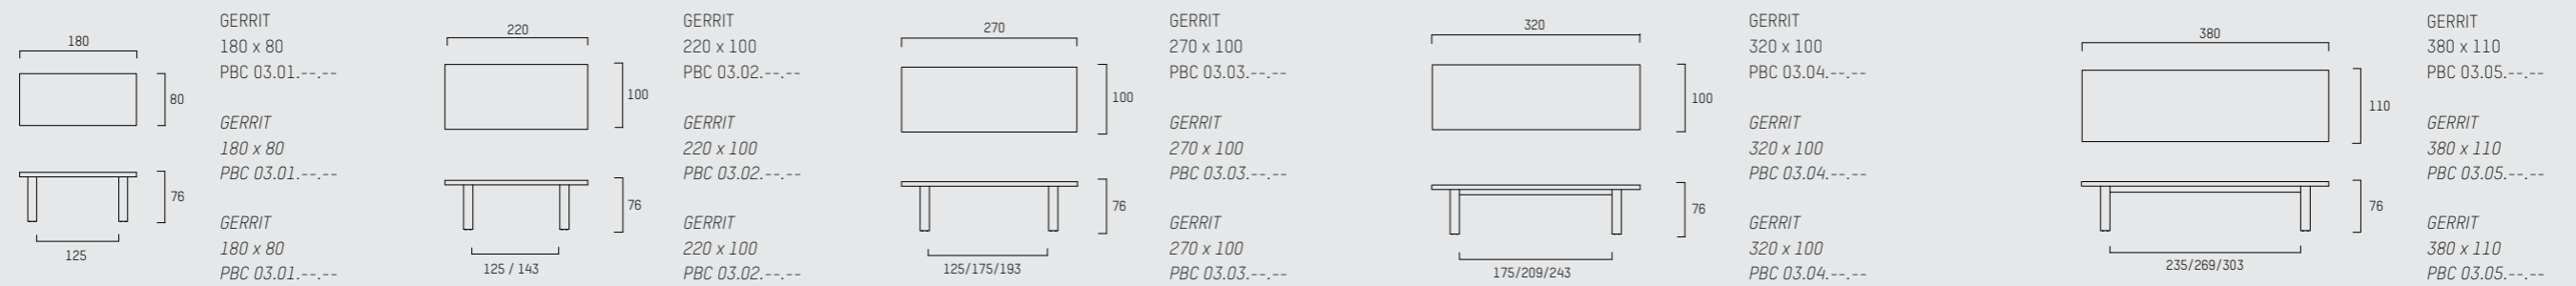 180
80
76
125
GERRIT
180 x 80
PBC 03.01.--.--
GERRIT
180 x 80
PBC 03.01.--.--
GERRIT
180 x 80
PBC 03.01.--.--
220
100
76
125 / 143
GERRIT
220 x 100
PBC 03.02.--.--
GERRIT
220 x 100
PBC 03.02.--.--
GERRIT
220 x 100
PBC 03.02.--.--
270
100
76
125/175/193
GERRIT
270 x 100
PBC 03.03.--.--
GERRIT
270 x 100
PBC 03.03.--.--
GERRIT
270 x 100
PBC 03.03.--.--
320
100
76
175/209/243
GERRIT
320 x 100
PBC 03.04.--.--
GERRIT
320 x 100
PBC 03.04.--.--
GERRIT
320 x 100
PBC 03.04.--.--
380
110
76
235/269/303
GERRIT
380 x 110
PBC 03.05.--.--
GERRIT
380 x 110
PBC 03.05.--.--
GERRIT
380 x 110
PBC 03.05.--.--